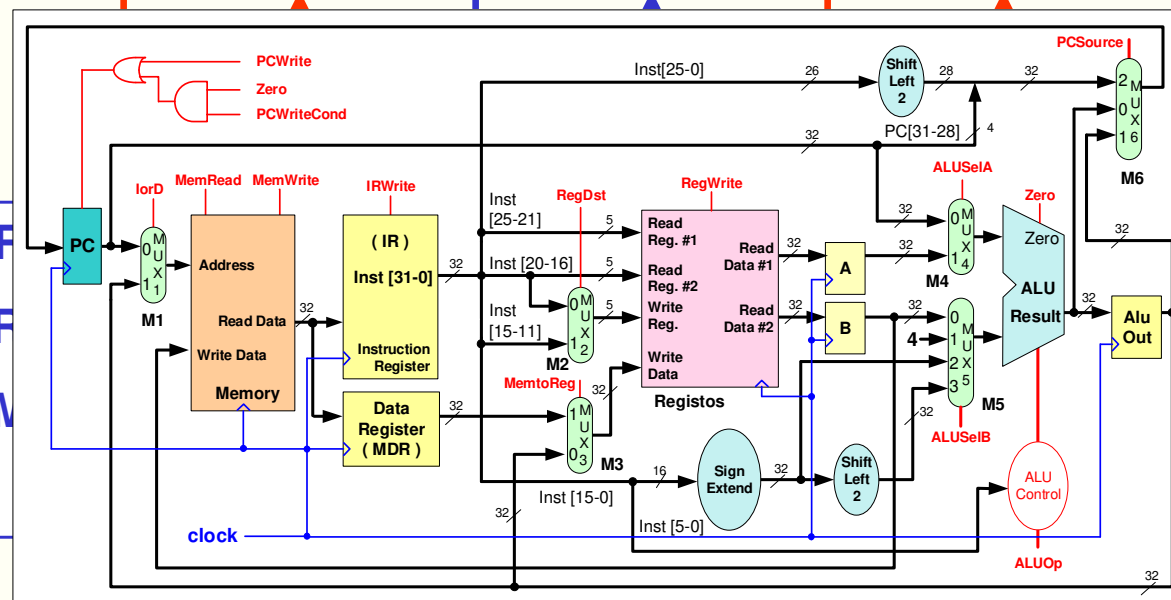 PCWrite
Zero
PCWriteCond
Inst[25-0]
26
Shift
Left
2
28
32
PCSource
2
0
1
M
U
X
6
M6
32
PC[31-28]
4
IorD
MemRead
MemWrite
IRWrite
RegDst
RegWrite
ALUSelA
Zero
PC
0
1
M
U
X
1
M1
Address
Read Data
Write Data
Memory
32
( IR )
Inst [31-0]
Instruction
Register
32
Data
Register
( MDR )
32
Inst
[25-21]
5
Inst [20-16]
5
Inst
[15-11]
0
1
M
U
X
2
M2
5
MemtoReg
1
0
M
U
X
3
M3
32
Read
Reg. #1
Read
Reg. #2
Write
Reg.
Write
Data
Read
Data #1
Read
Data #2
Registos
32
32
A
B
32
32
32
0
1
M
U
X
4
M4
4
0
1
2
3
M
U
X
5
M5
ALUSelB
Zero
ALU
Result
32
Alu
Out
32
Inst [15-0]
16
Sign
Extend
32
Shift
Left
2
32
ALU
Control
ALUOp
Inst [5-0]
32
clock
32